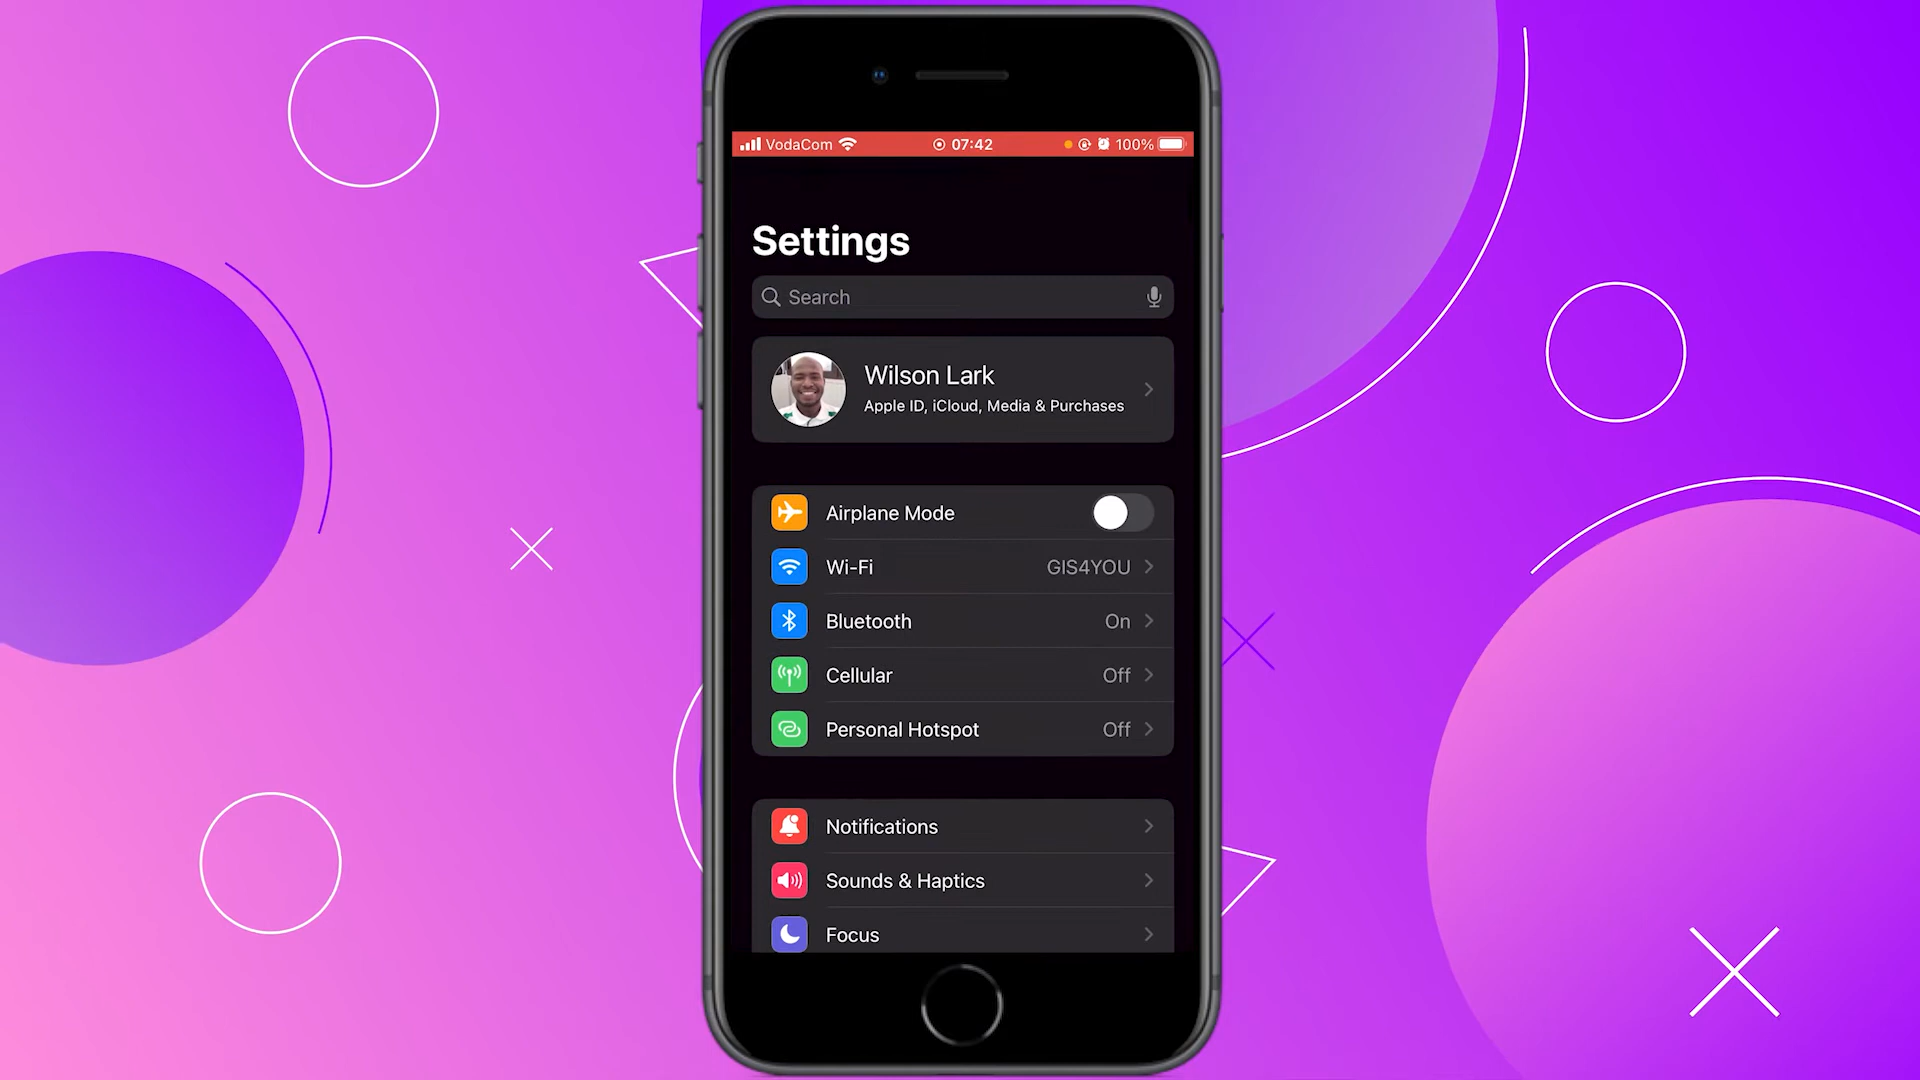 VodaCom 07:42 100%
Settings
Search
Wilson Lark
Apple ID, iCloud, Media & Purchases
Airplane Mode
Wi-Fi GIS4YOU
Bluetooth On
Cellular Off
Personal Hotspot Off
Notifications
Sounds & Haptics
Focus